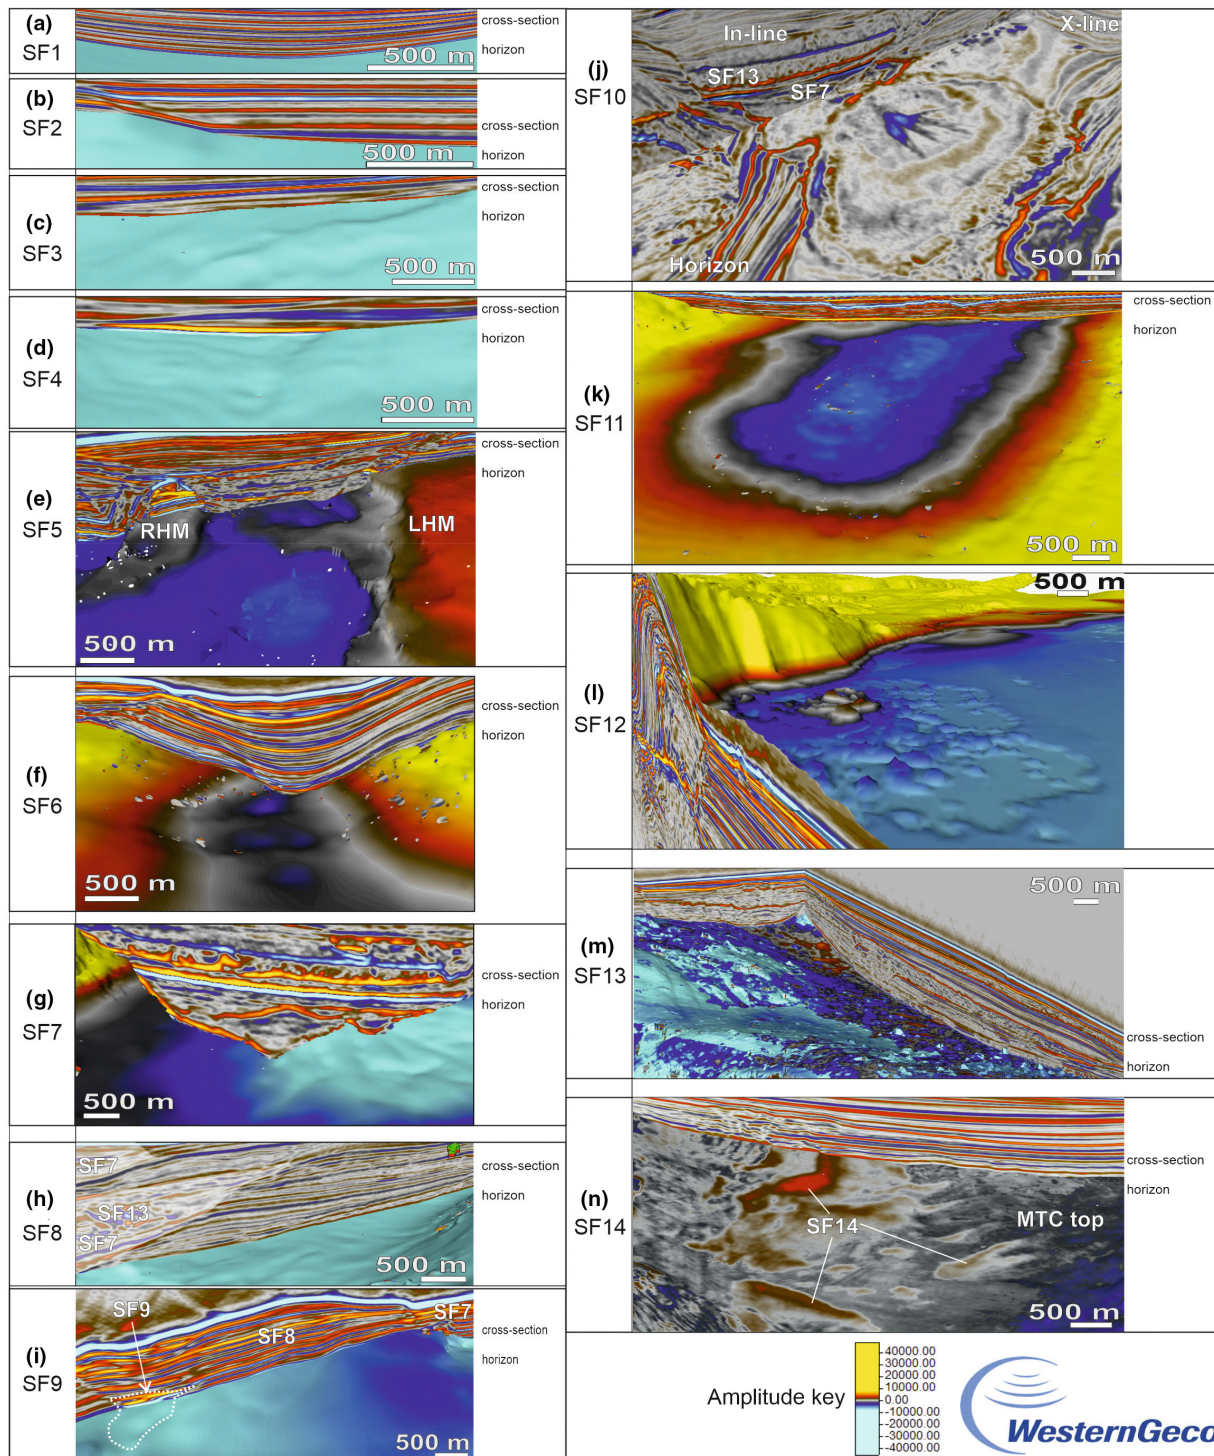 (a)
SF1
cross-section
horizon
500 m
(b)
SF2
cross-section
horizon
500 m
(c)
SF3
cross-section
horizon
500 m
(d)
SF4
cross-section
horizon
500 m
(e)
SF5
cross-section
horizon
RHM
LHM
500 m
(f)
SF6
cross-section
horizon
500 m
(g)
SF7
cross-section
horizon
500 m
(h)
SF8
SF7
SF13
SF7
cross-section
horizon
500 m
(i)
SF9
SF9
SF8
SF7
cross-section
horizon
500 m
(j)
SF10
In-line
X-line
SF13
SF7
Horizon
500 m
(k)
SF11
cross-section
horizon
500 m
(l)
SF12
500 m
(m)
SF13
500 m
cross-section
horizon
(n)
SF14
cross-section
horizon
SF14
MTC top
500 m
Amplitude key
40000.00
30000.00
20000.00
10000.00
0.00
-10000.00
-20000.00
-30000.00
-40000.00
WesternGeco